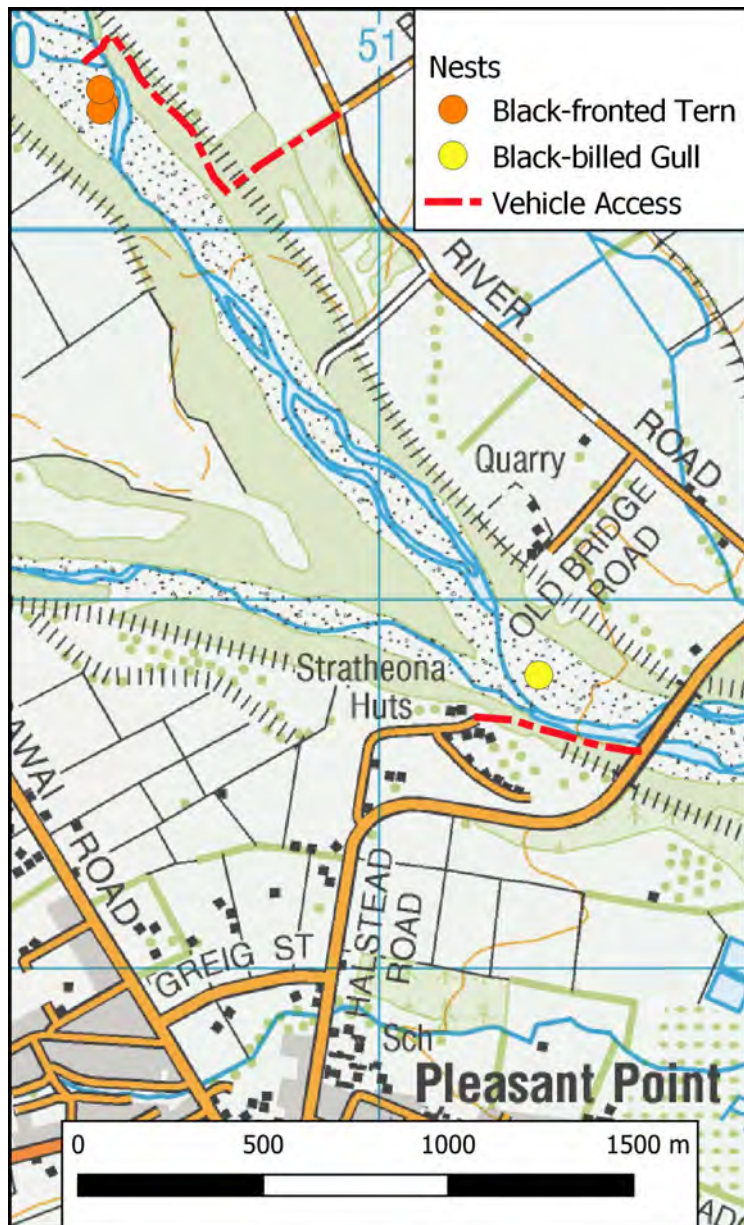 0
51
Nests
Black-fronted Tern
Black-billed Gull
Vehicle Access
RIVER
ROAD
Quarry
OLD BRIDGE
ROAD
Stratheona
Huts
AWAI ROAD
HALSTEAD
ROAD
GREIG ST
Sch
Pleasant Point
0 500 1000 1500 m